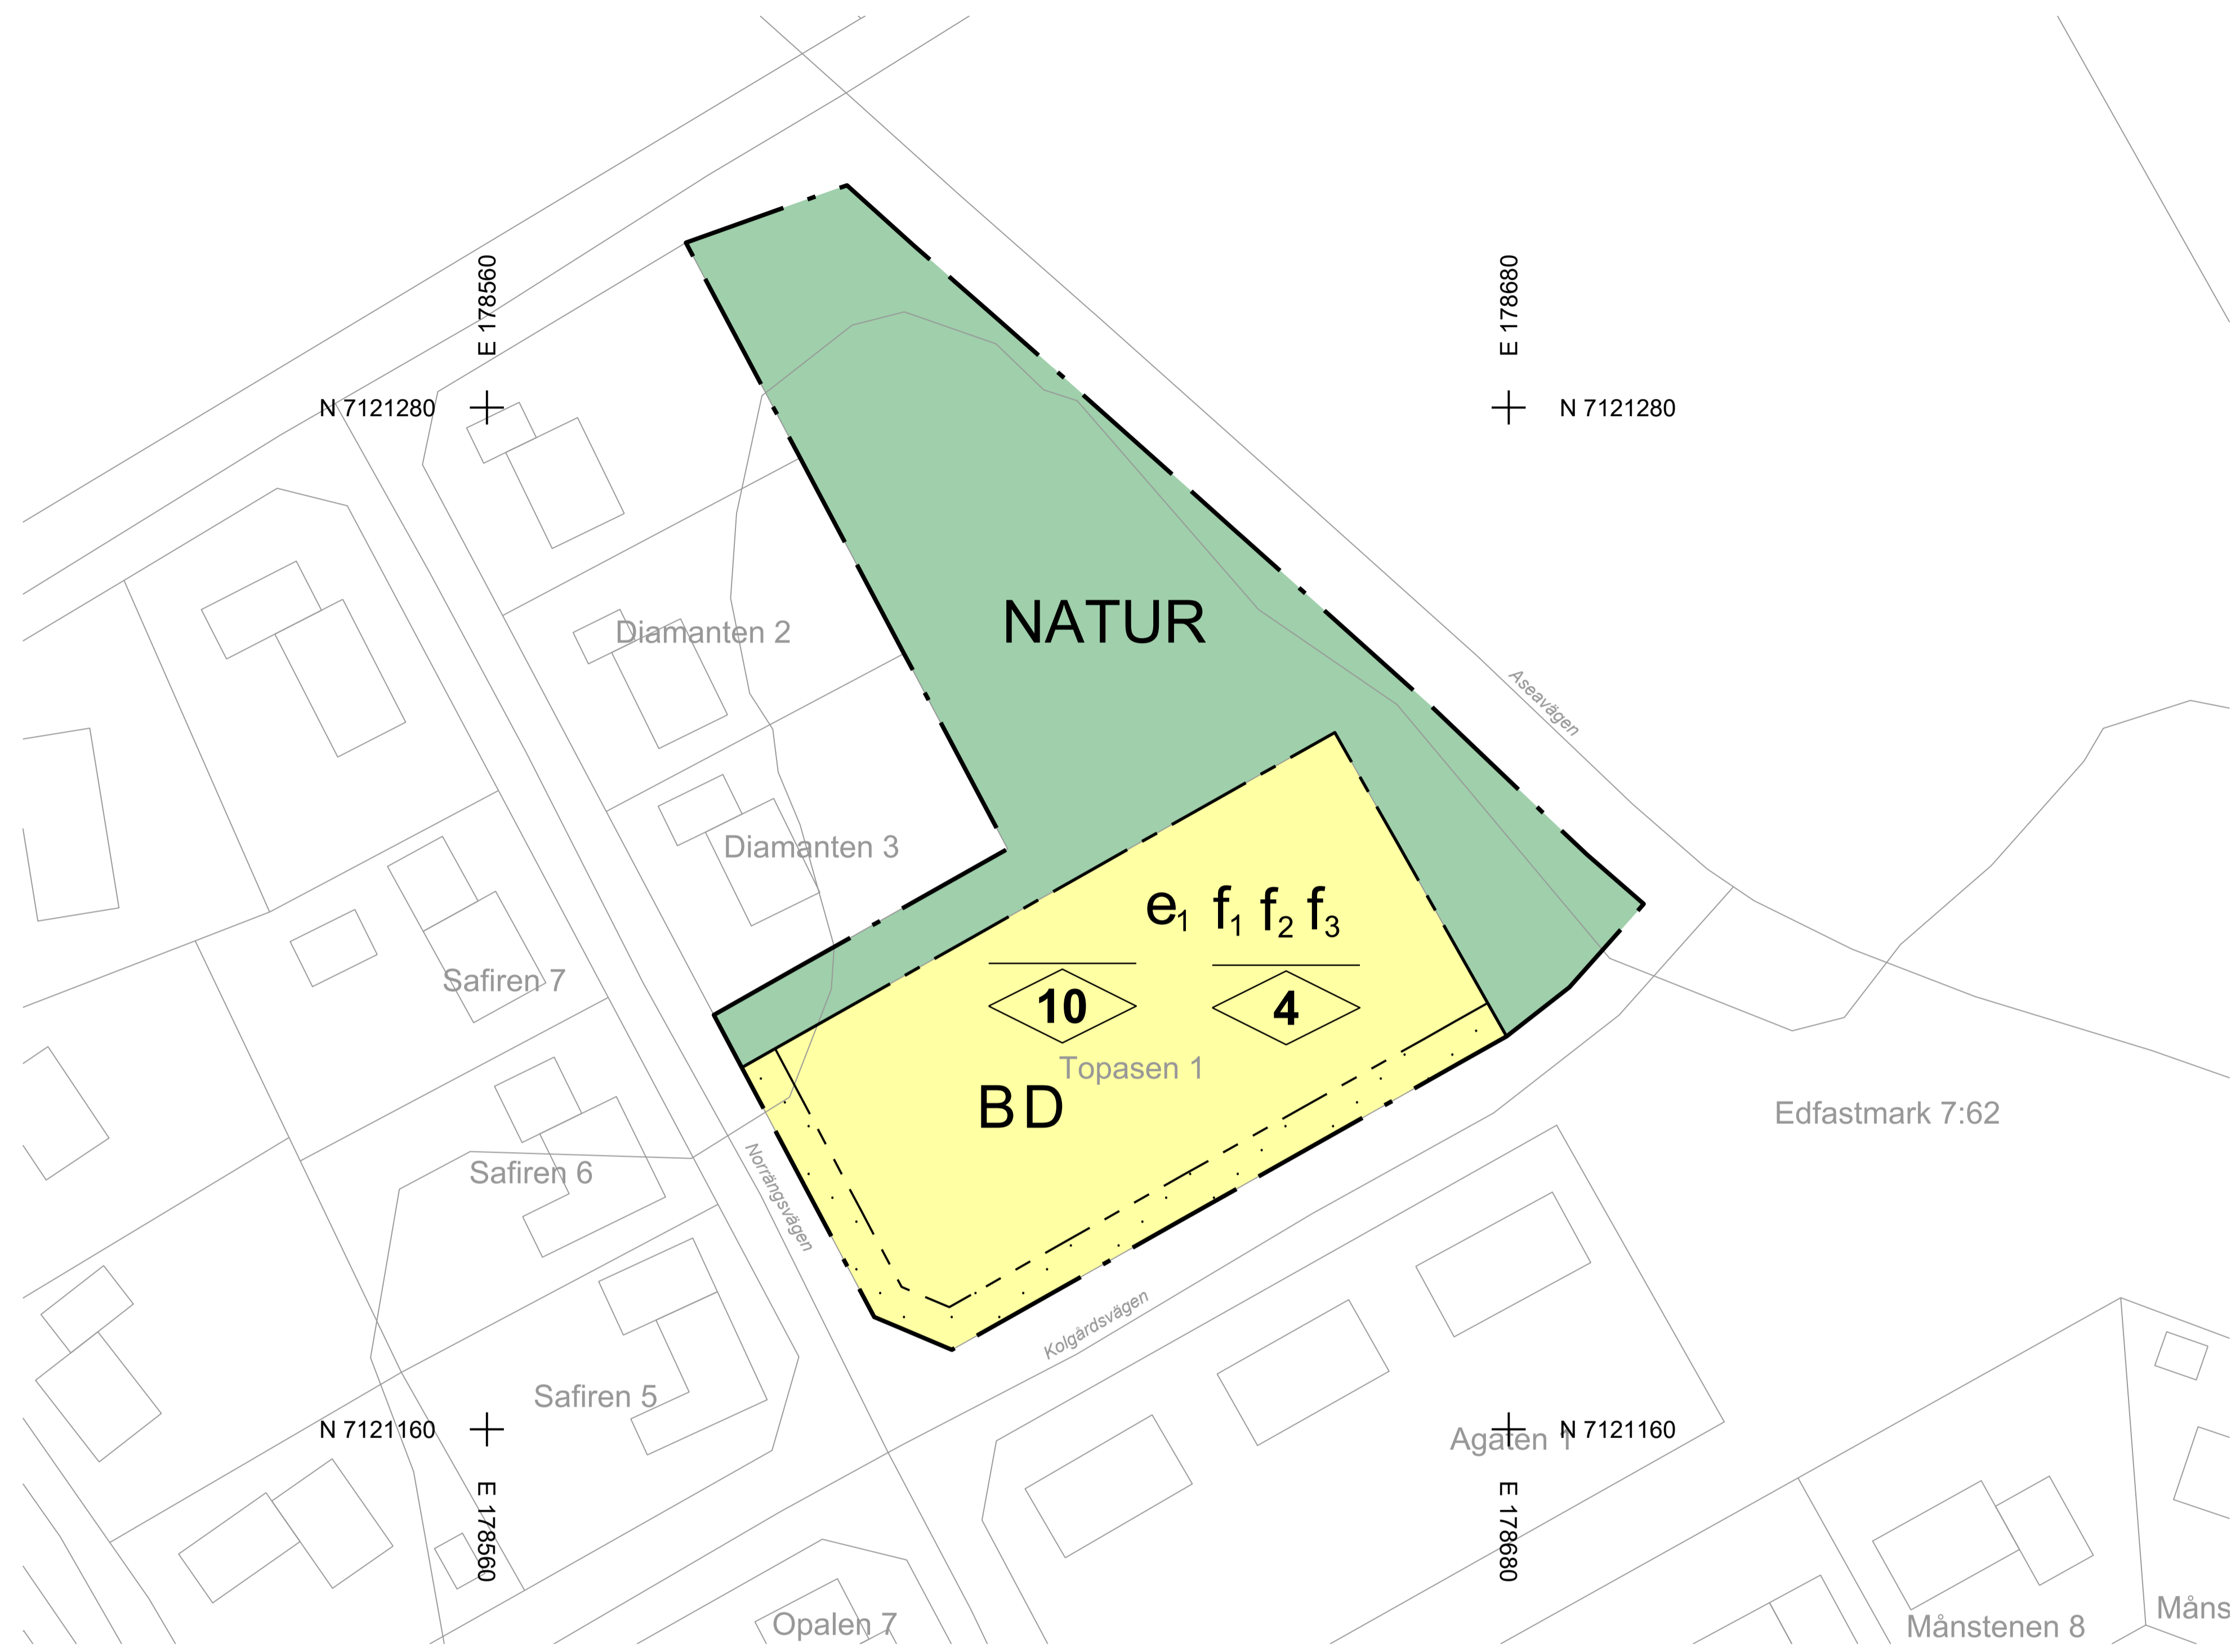 E 178560
E 178680
N 7121280
N 7121280
NATUR
Diamanten 2
Aseavägen
Diamanten 3
e1 f1 f2 f3
Safiren 7
10
4
Topasen 1
BD
Edfastmark 7:62
Safiren 6
Norrängsvägen
Kolgårdsvägen
Safiren 5
N 7121160
Agaten 1
N 7121160
E 178560
E 178680
Opalen 7
Månstenen 8
Måns